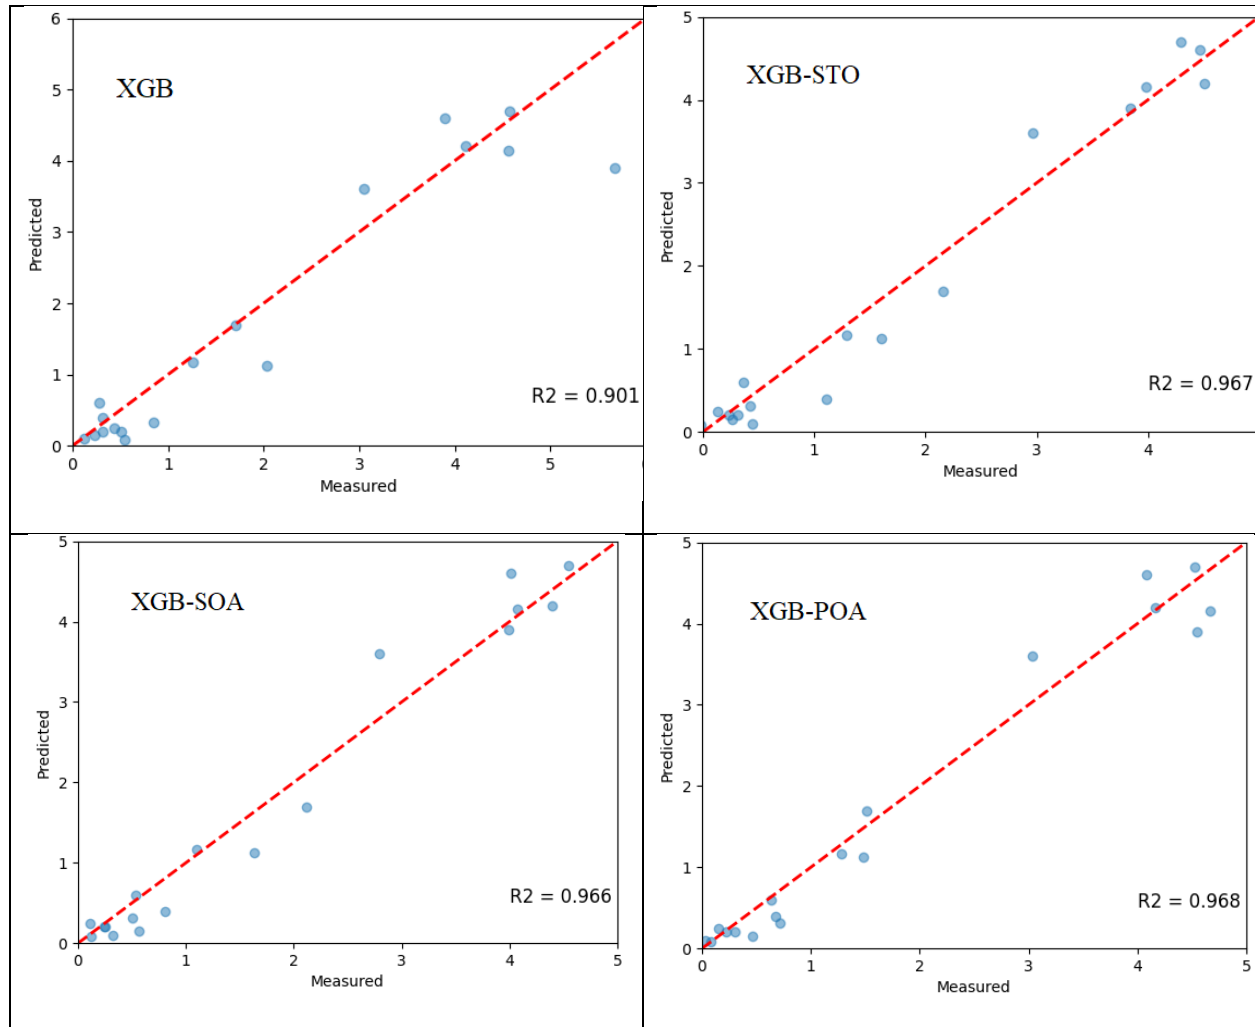 6
XGB
5
4
Predicted
3
2
1
R2 = 0.901
0
0 1 2 3 4 5
Measured
5
XGB-STO
4
3
Predicted
2
1
R2 = 0.967
0
0 1 2 3 4
Measured
5
XGB-SOA
4
3
Predicted
2
1
R2 = 0.966
0
0 1 2 3 4 5
Measured
5
XGB-POA
4
3
Predicted
2
1
R2 = 0.968
0
0 1 2 3 4 5
Measured